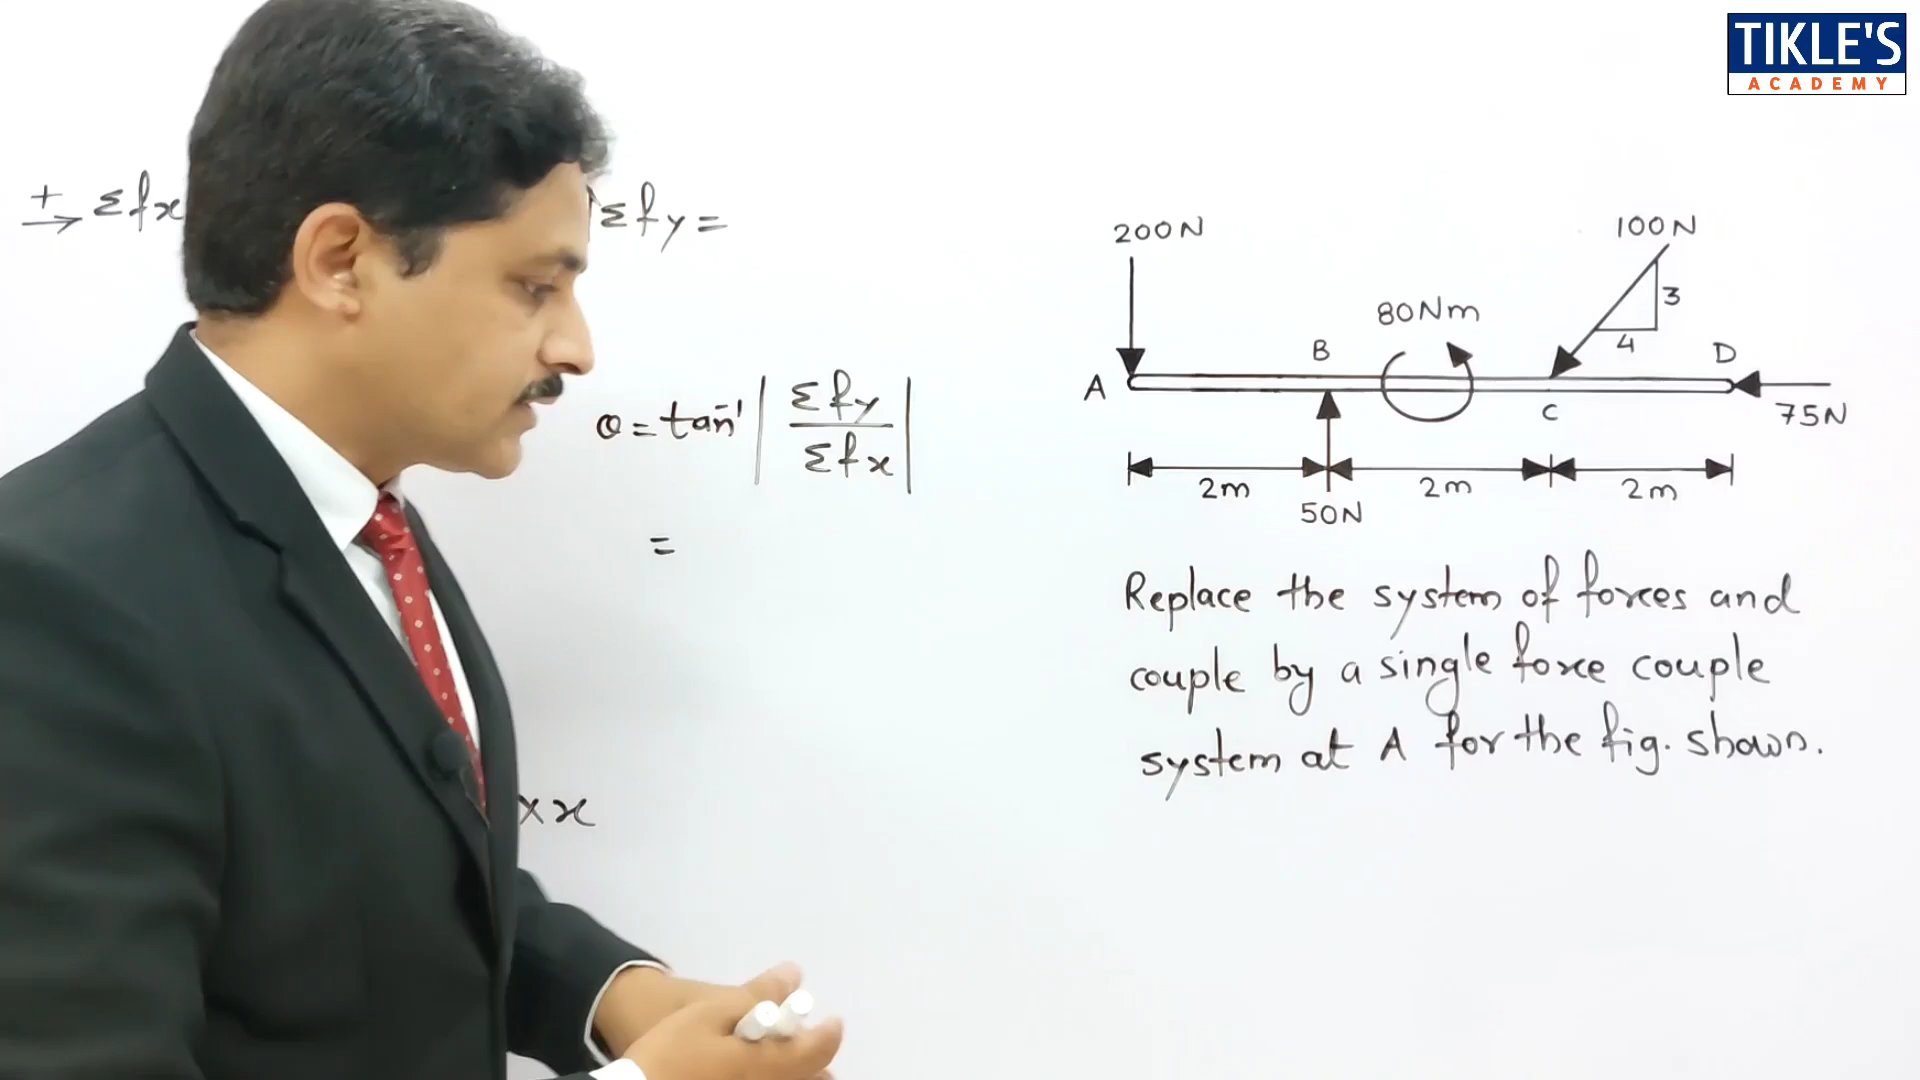 TIKLE'S
ACADEMY
+→ Σfx
Σfy =
θ = tan⁻¹ | Σfy / Σfx |
=
× x
200N
100N
3
4
80Nm
A
B
C
D
75N
2m
2m
2m
50N
Replace the system of forces and
couple by a single force couple
system at A for the fig. shown.